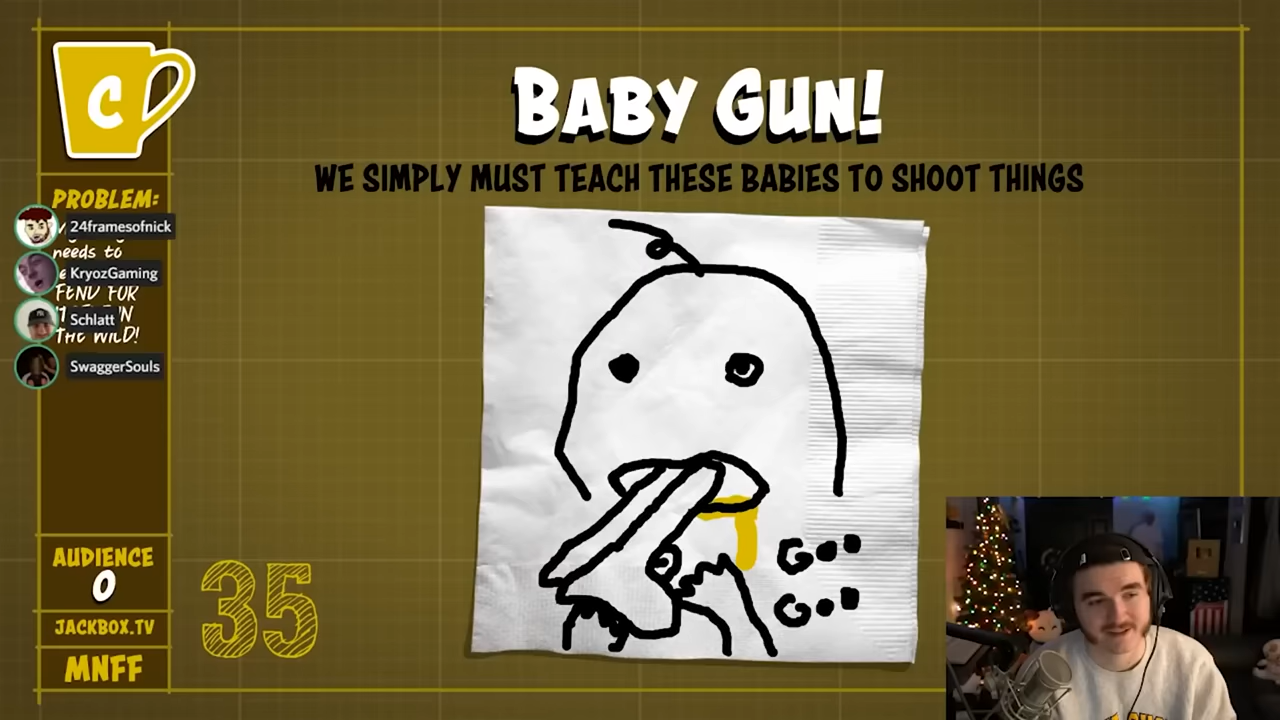 C
BABY GUN!
WE SIMPLY MUST TEACH THESE BABIES TO SHOOT THINGS
PROBLEM:
24framesofnick
needs to
KryozGaming
FEND FOR
Schlatt
THE WILD!
SwaggerSouls
Goo
Goo
AUDIENCE
0
35
JACKBOX.TV
MNFF